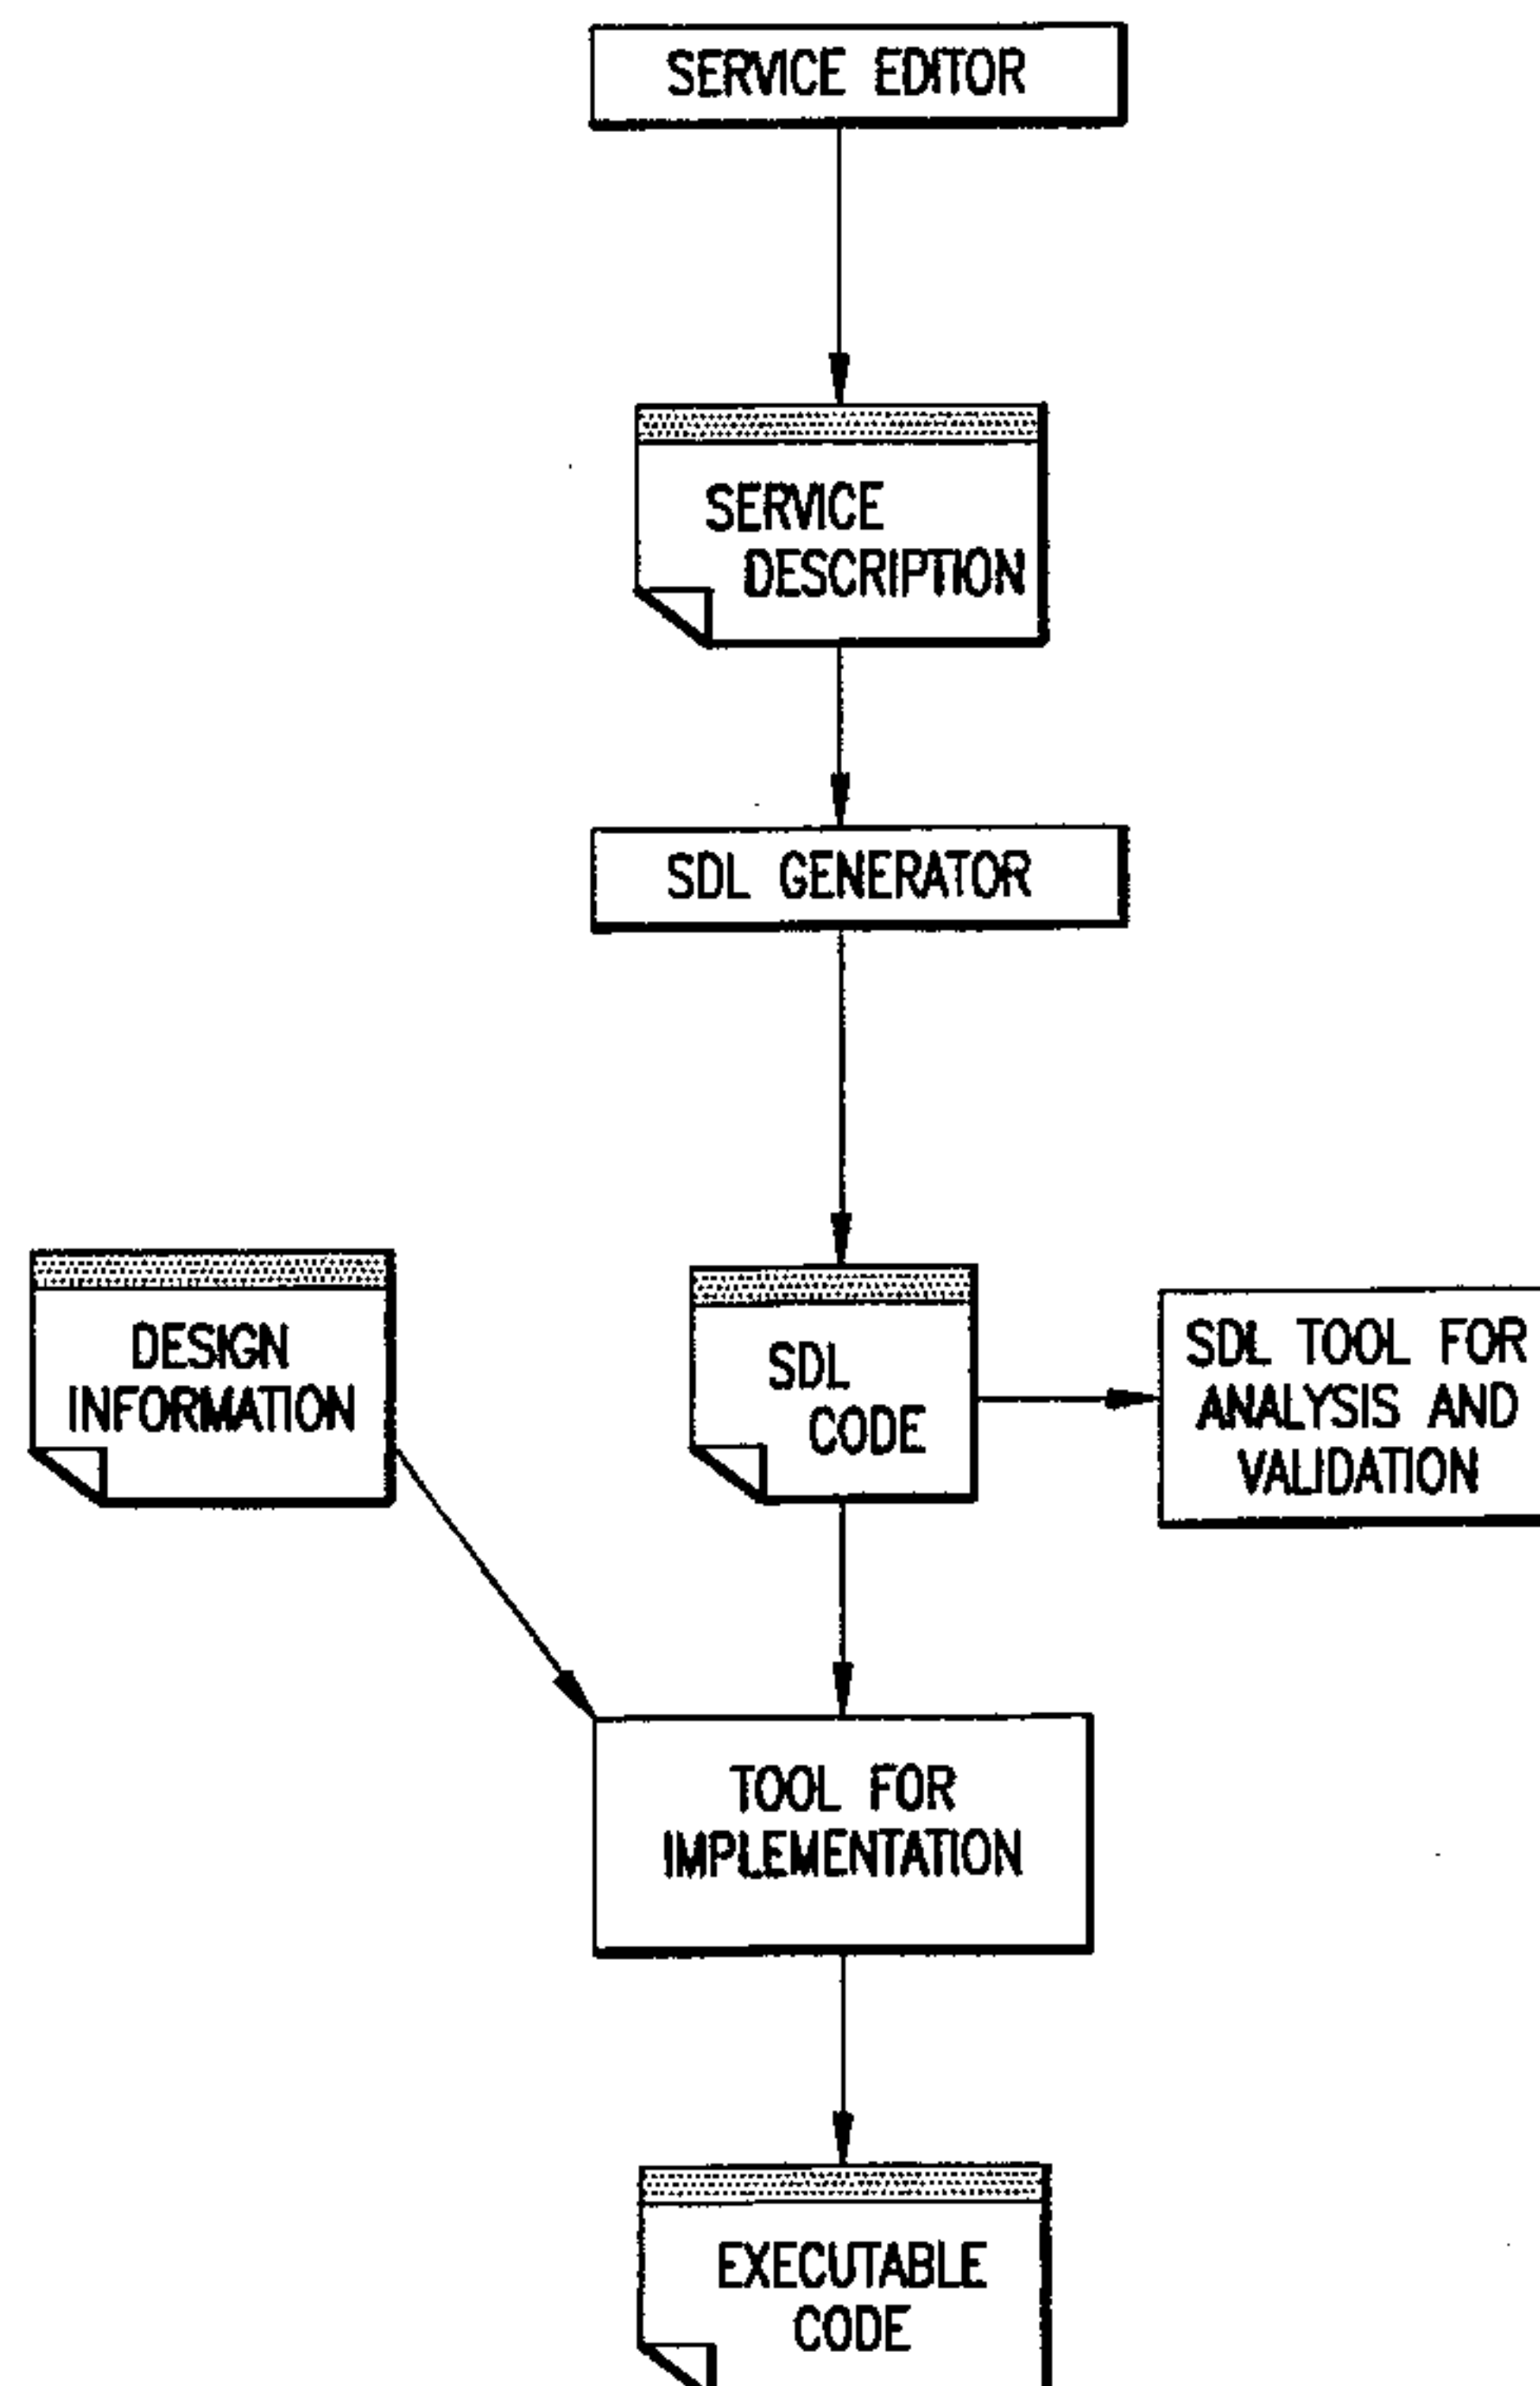 SERVICE EDITOR
SERVICE
DESCRIPTION
SDL GENERATOR
DESIGN
INFORMATION
SDL
CODE
SDL TOOL FOR
ANALYSIS AND
VALIDATION
TOOL FOR
IMPLEMENTATION
EXECUTABLE
CODE